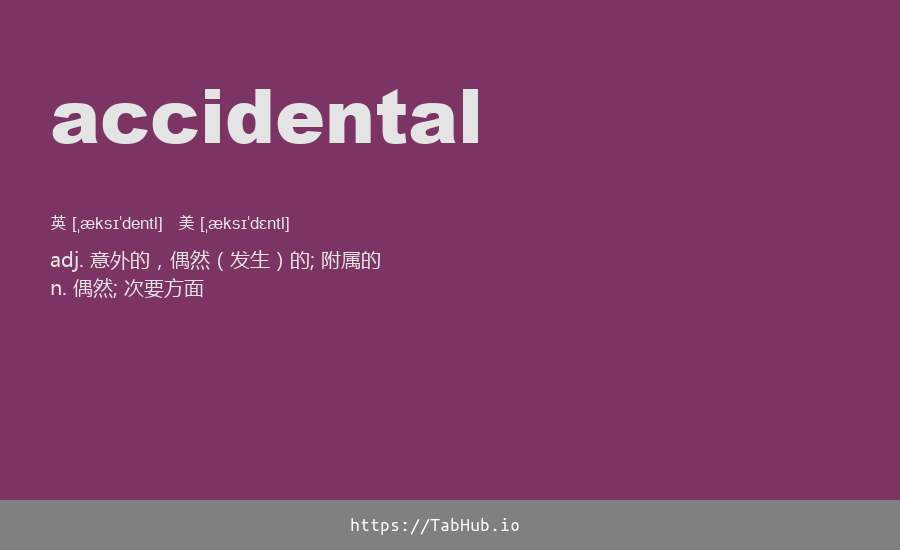 accidental
英 [ˌæksɪˈdentl] 美 [ˌæksɪˈdɛntl]
adj. 意外的，偶然（发生）的; 附属的
n. 偶然; 次要方面
https://TabHub.io